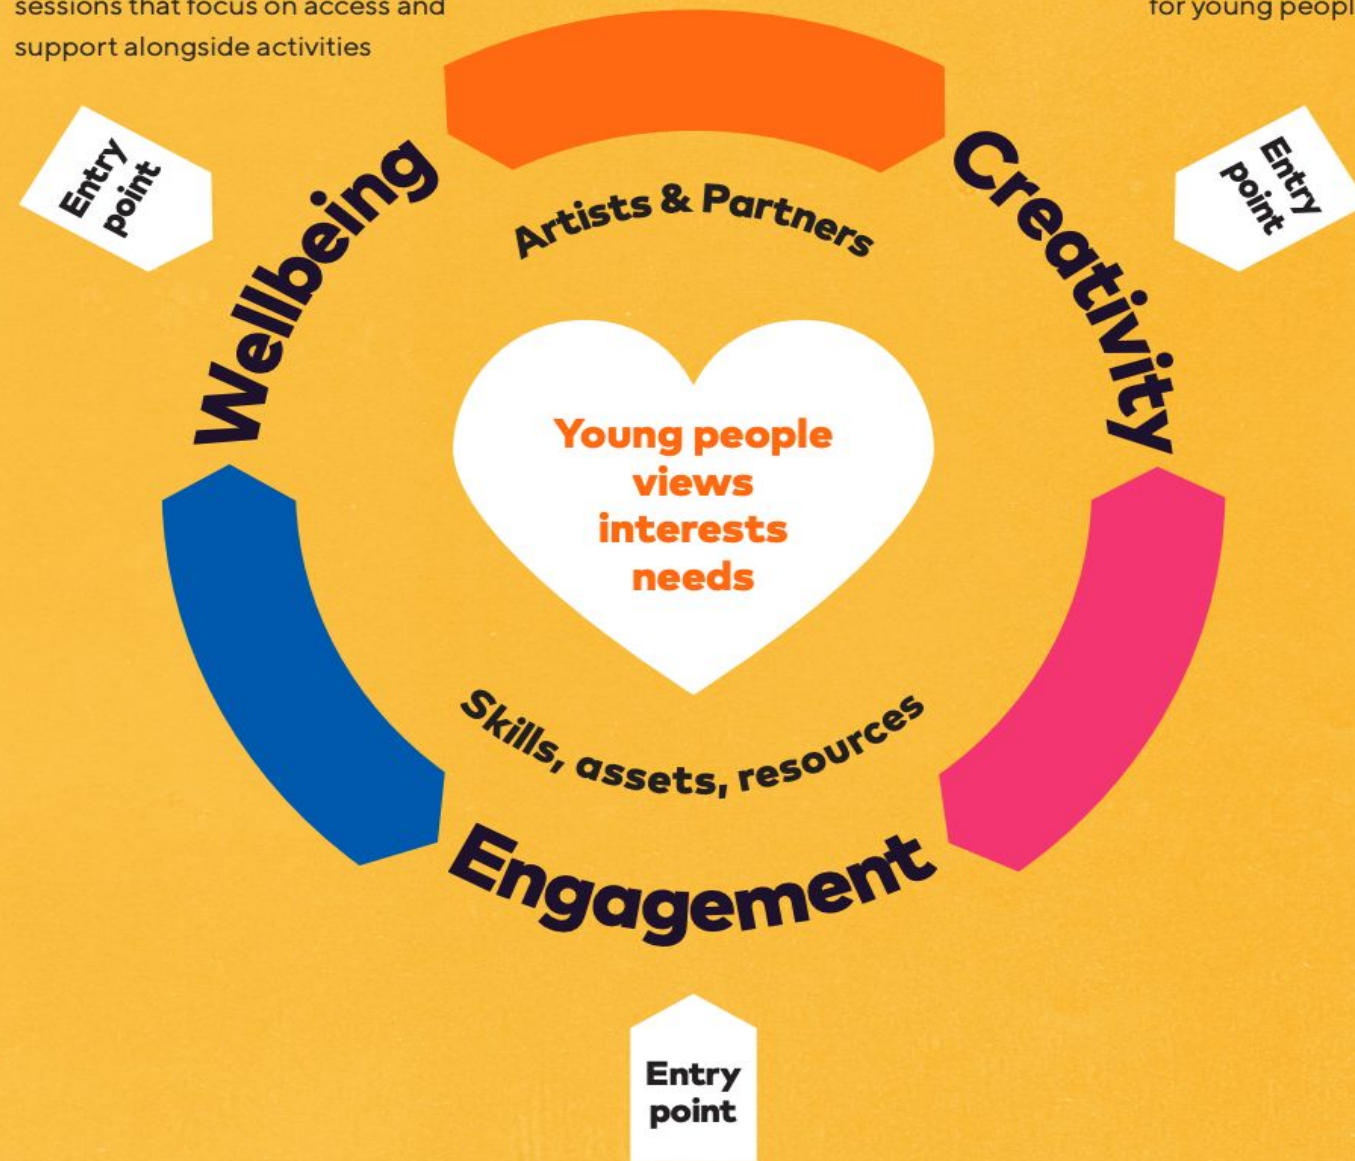 sessions that focus on access and
support alongside activities
for young peopl
Entry
point
Entry
point
Wellbeing
Creativity
Artists & Partners
Young people
views
interests
needs
Skills, assets, resources
Engagement
Entry
point